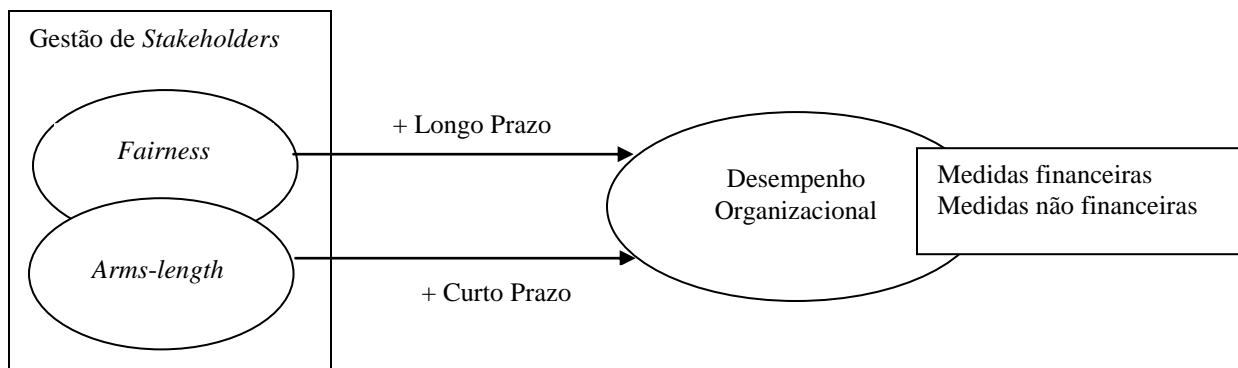 Gestão de Stakeholders
Fairness
Arms-length
+ Longo Prazo
+ Curto Prazo
Desempenho
Organizacional
Medidas financeiras
Medidas não financeiras